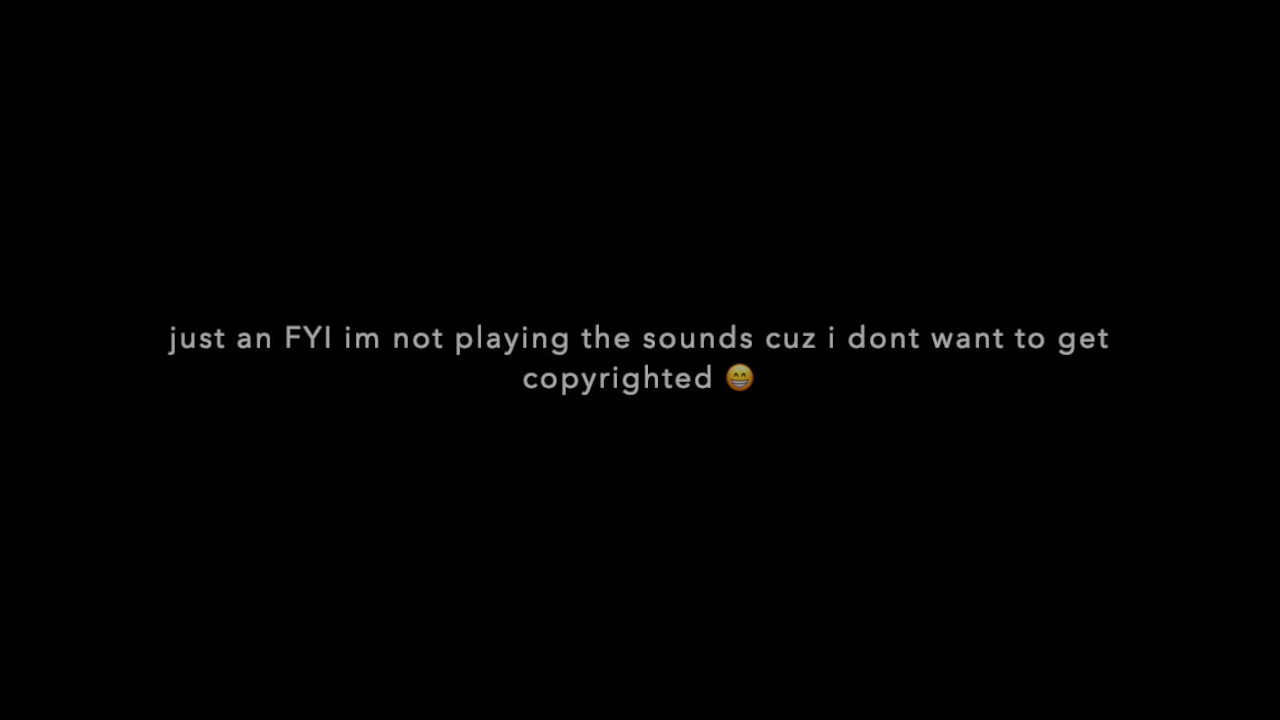 just an FYI im not playing the sounds cuz i dont want to get
copyrighted 😁